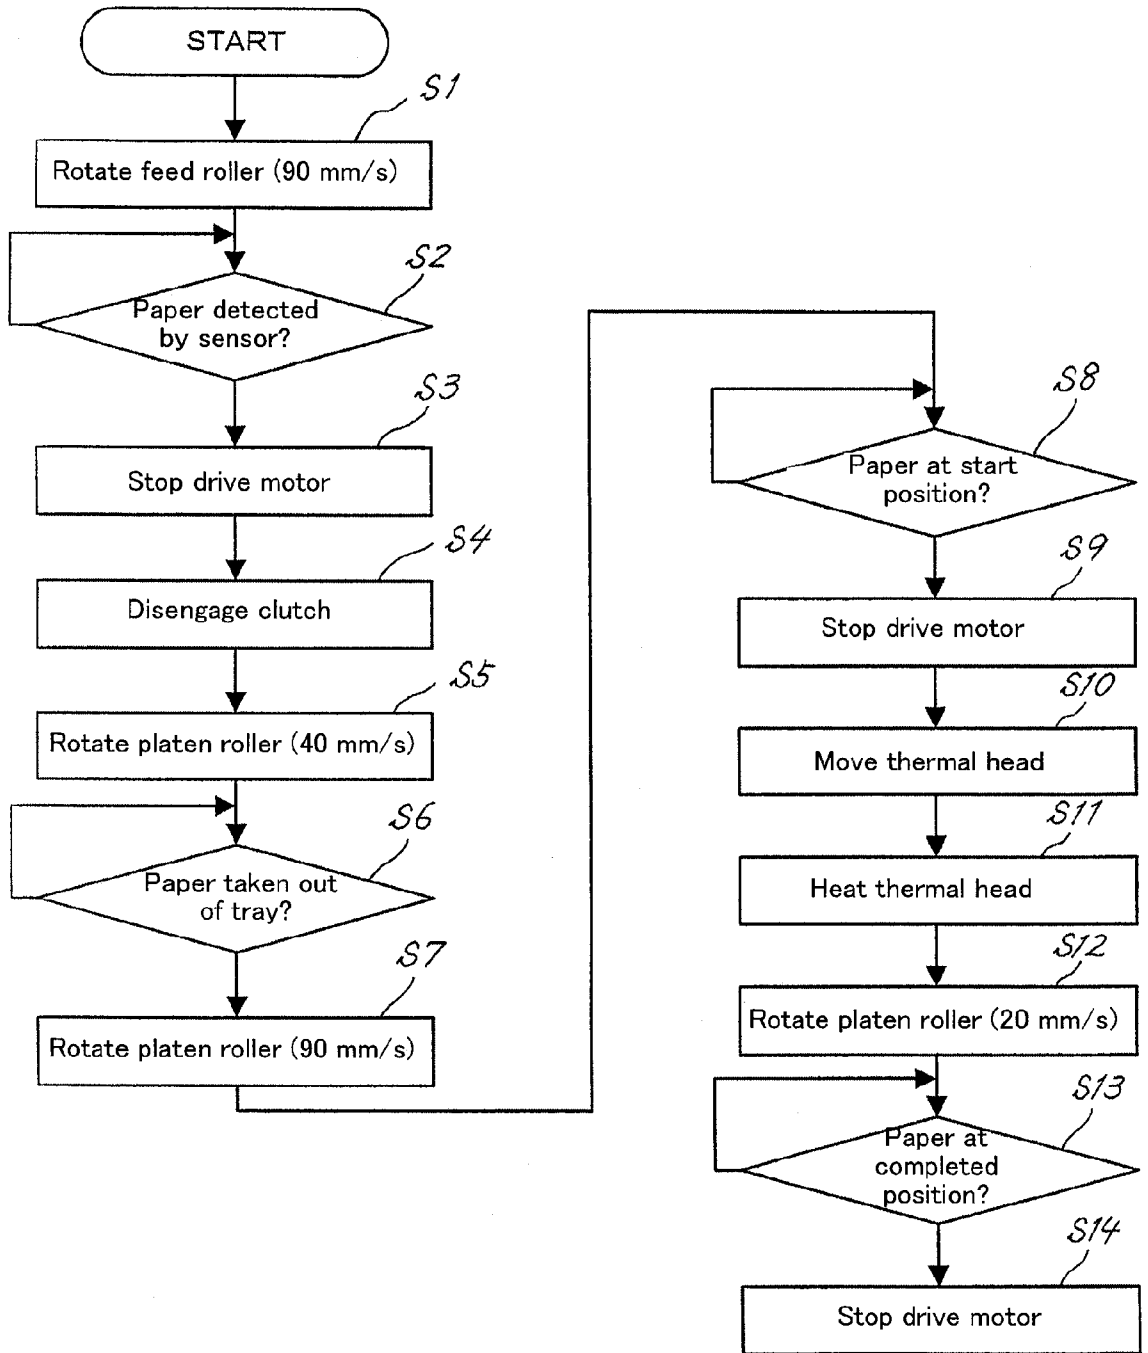 START
S1
Rotate feed roller (90 mm/s)
S2
Paper detected
by sensor?
S3
Stop drive motor
S4
Disengage clutch
S5
Rotate platen roller (40 mm/s)
S6
Paper taken out
of tray?
S7
Rotate platen roller (90 mm/s)
S8
Paper at start
position?
S9
Stop drive motor
S10
Move thermal head
S11
Heat thermal head
S12
Rotate platen roller (20 mm/s)
S13
Paper at
completed
position?
S14
Stop drive motor